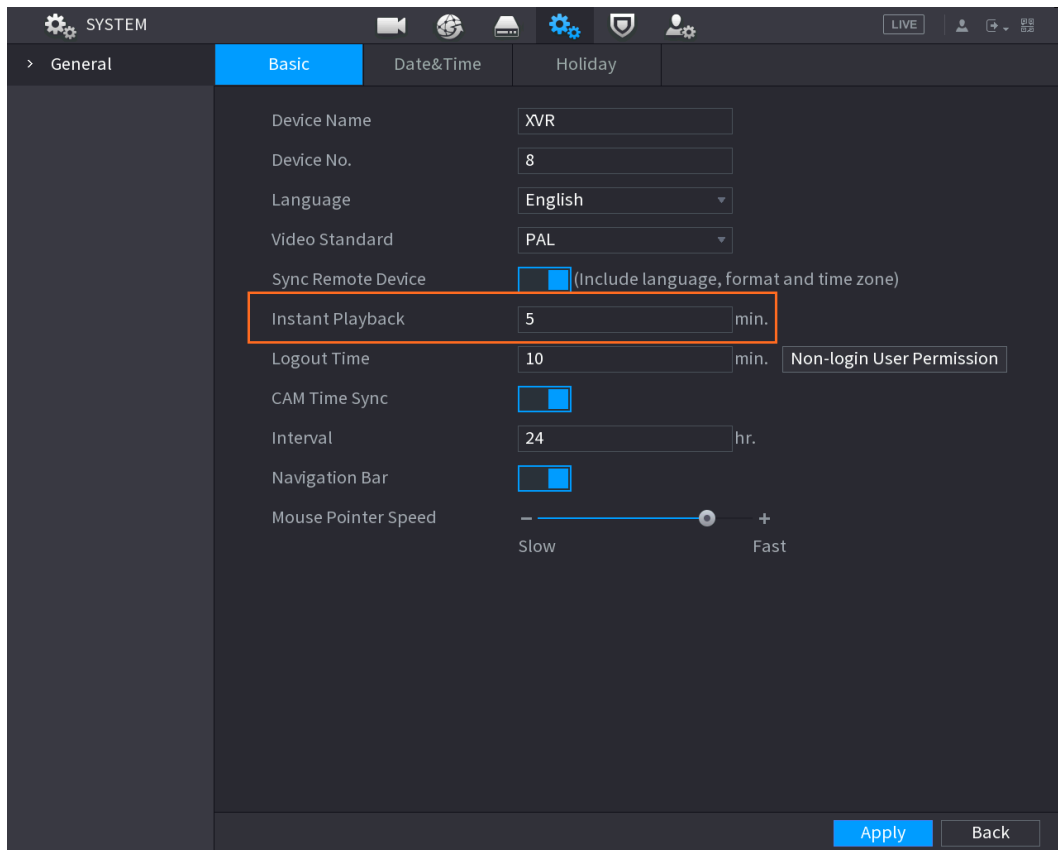 SYSTEM LIVE
General Basic Date&Time Holiday
Device Name XVR
Device No. 8
Language English
Video Standard PAL
Sync Remote Device (Include language, format and time zone)
Instant Playback 5 min.
Logout Time 10 min. Non-login User Permission
CAM Time Sync
Interval 24 hr.
Navigation Bar
Mouse Pointer Speed
Slow Fast
Apply Back